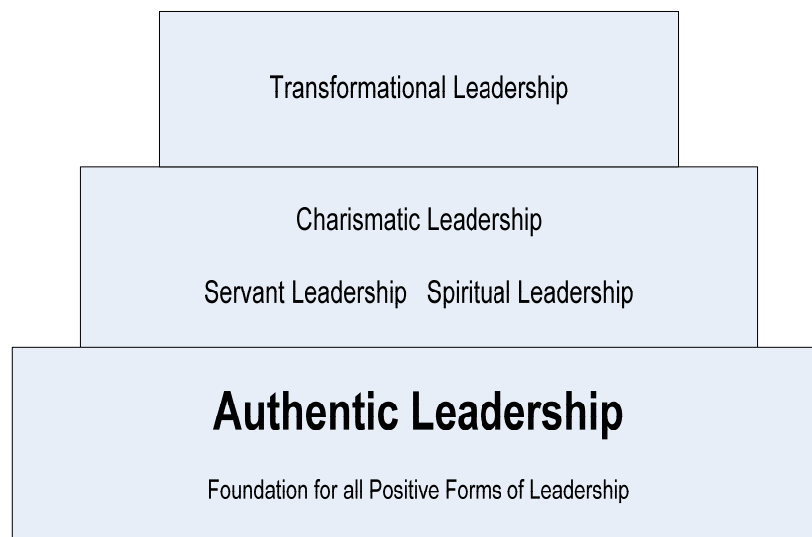 Transformational Leadership
Charismatic Leadership
Servant Leadership Spiritual Leadership
Authentic Leadership
Foundation for all Positive Forms of Leadership